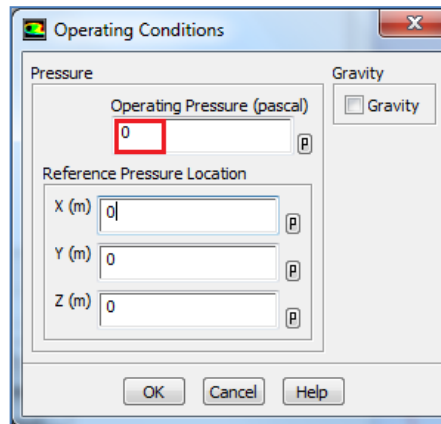 Operating Conditions
x
Pressure
Operating Pressure (pascal)
0
P
Reference Pressure Location
X (m) 0
P
Y (m) 0
P
Z (m) 0
P
Gravity
Gravity
OK Cancel Help